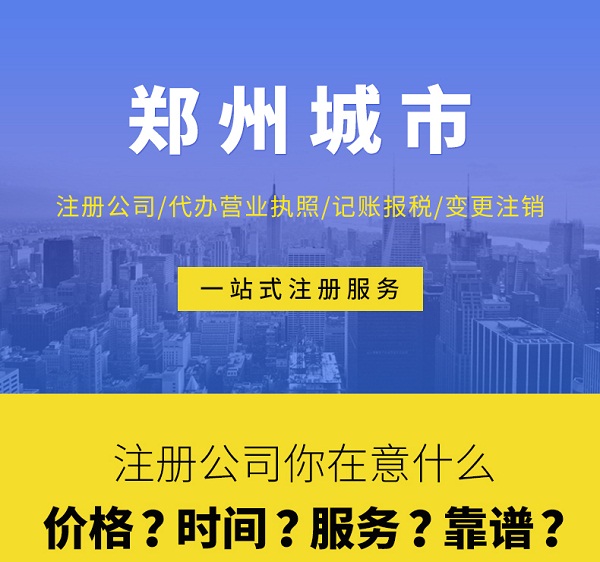 郑州城市
注册公司/代办营业执照/记账报税/变更注销
一站式注册服务
注册公司你在意什么
价格？时间？服务？靠谱？